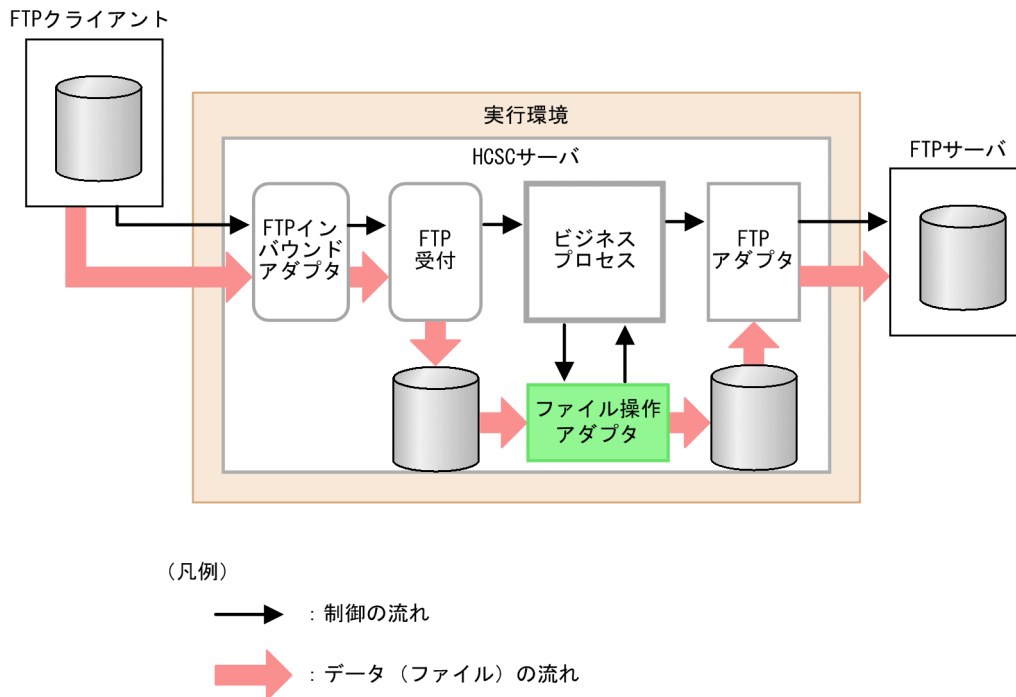 FTPクライアント
実行環境
HCSCサーバ
FTPサーバ
FTPイン
バウンド
アダプタ
FTP
受付
ビジネス
プロセス
FTP
アダプタ
ファイル操作
アダプタ
(凡例)
:制御の流れ
:データ(ファイル)の流れ